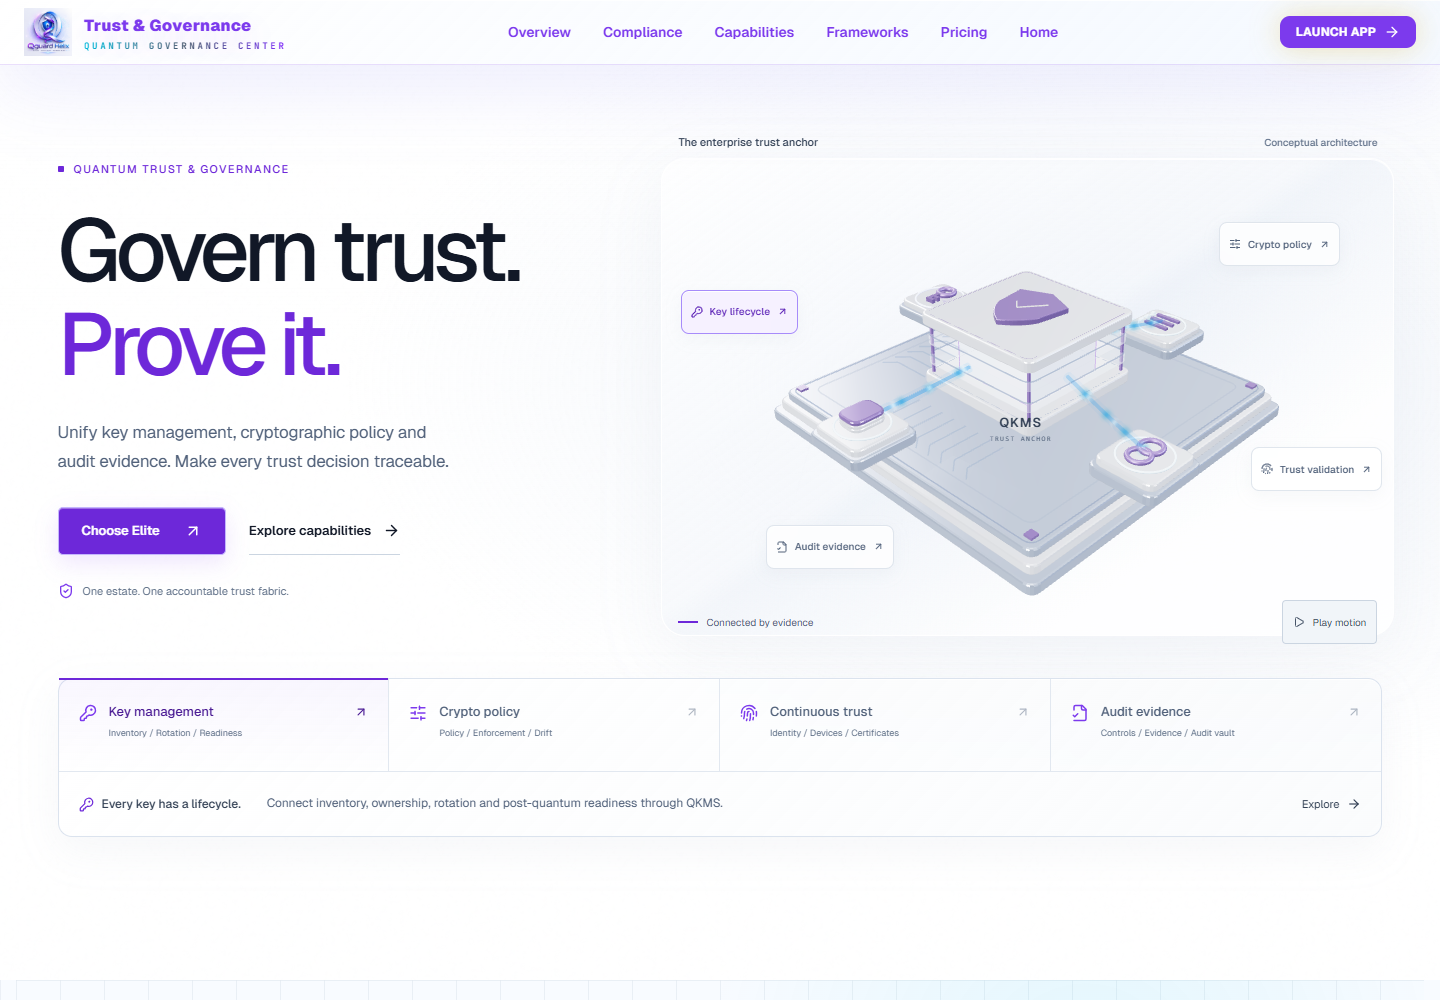 Qguard Helix
Trust & Governance
QUANTUM GOVERNANCE CENTER
Overview
Compliance
Capabilities
Frameworks
Pricing
Home
LAUNCH APP
QUANTUM TRUST & GOVERNANCE
Govern trust.
Prove it.
Unify key management, cryptographic policy and
audit evidence. Make every trust decision traceable.
Choose Elite
Explore capabilities
One estate. One accountable trust fabric.
The enterprise trust anchor
Conceptual architecture
Crypto policy
Key lifecycle
QKMS
TRUST ANCHOR
Trust validation
Audit evidence
Connected by evidence
Play motion
Key management
Inventory / Rotation / Readiness
Crypto policy
Policy / Enforcement / Drift
Continuous trust
Identity / Devices / Certificates
Audit evidence
Controls / Evidence / Audit vault
Every key has a lifecycle.
Connect inventory, ownership, rotation and post-quantum readiness through QKMS.
Explore